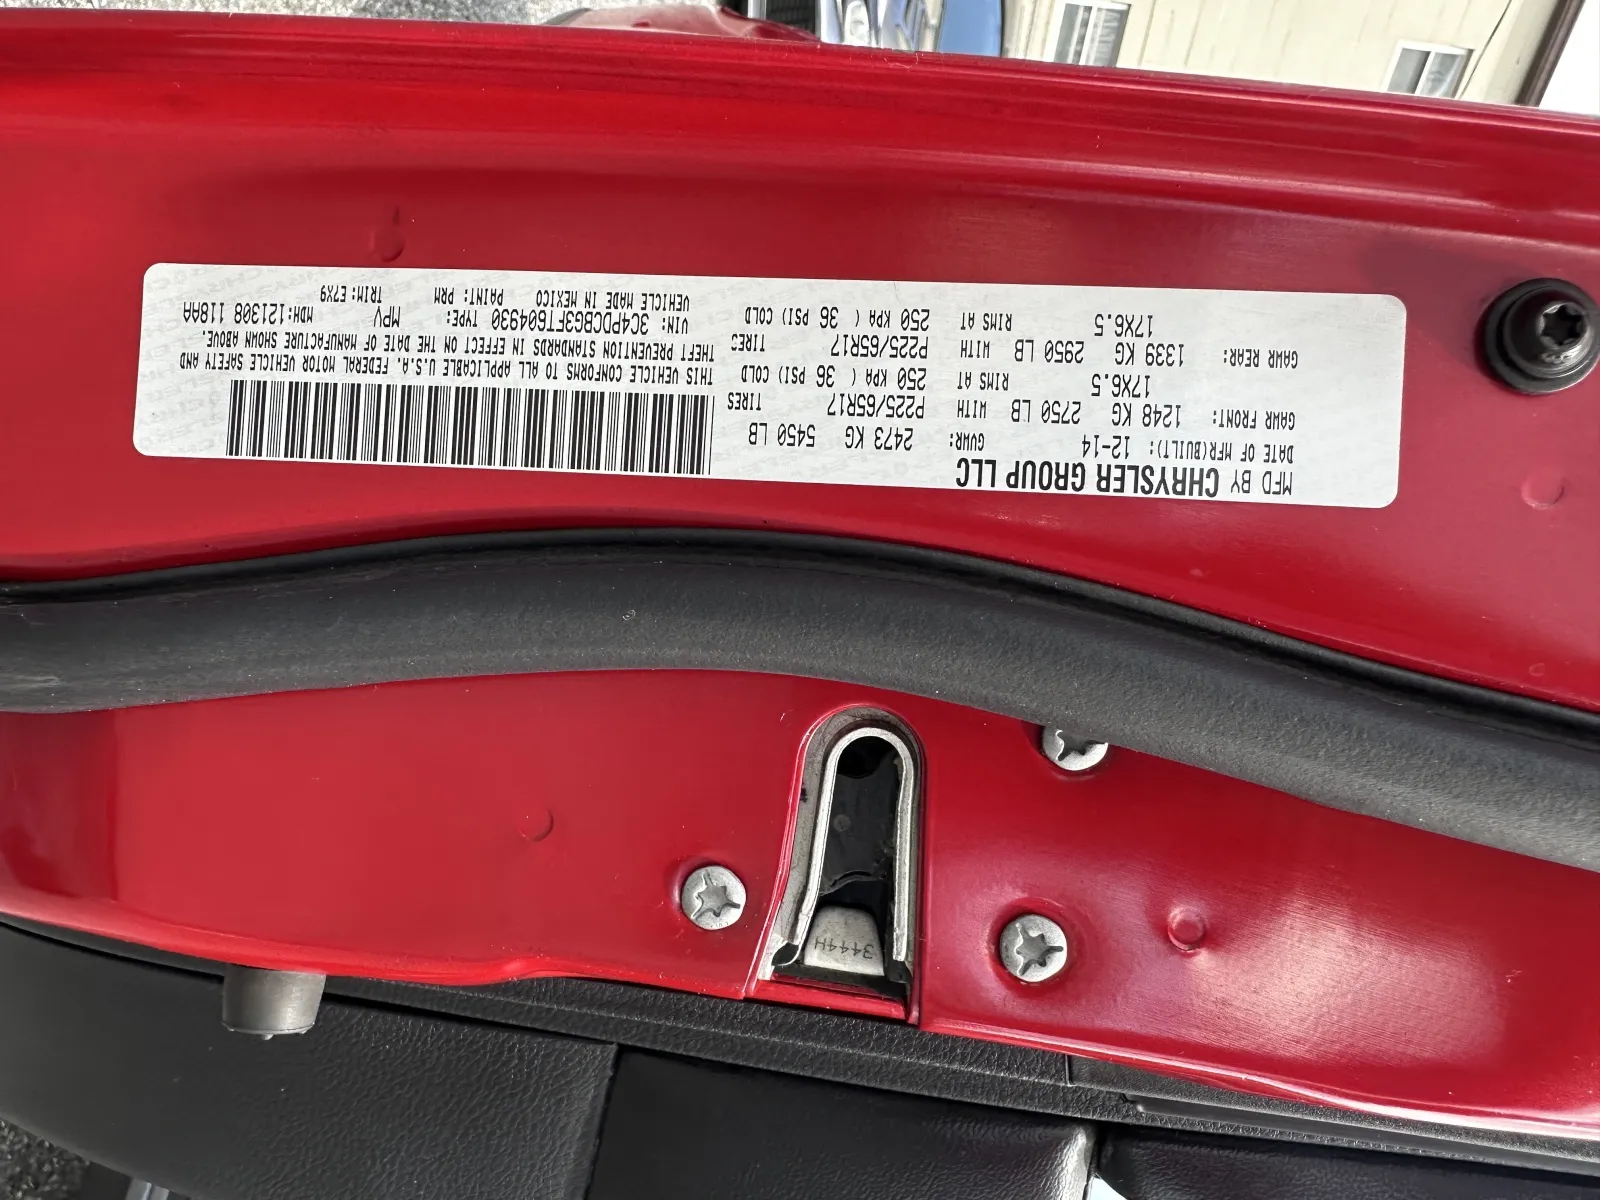 MFD BY CHRYSLER GROUP LLC
DATE OF MFR(BUILT): 12-14 GVWR: 2473 KG 5450 LB
GAWR FRONT: 1248 KG 2750 LB WITH P225/65R17 TIRES
17X6.5 RIMS AT 250 KPA ( 36 PSI) COLD
GAWR REAR: 1339 KG 2950 LB WITH P225/65R17 TIRES
17X6.5 RIMS AT 250 KPA ( 36 PSI) COLD
THIS VEHICLE CONFORMS TO ALL APPLICABLE U.S.A. FEDERAL MOTOR VEHICLE SAFETY AND
THEFT PREVENTION STANDARDS IN EFFECT ON THE DATE OF MANUFACTURE SHOWN ABOVE.
VIN: 3C4PDCBG3FT604930 TYPE: MPV MDH:121308 118AA
VEHICLE MADE IN MEXICO PAINT: PRM TRIM: E7X9
3444H